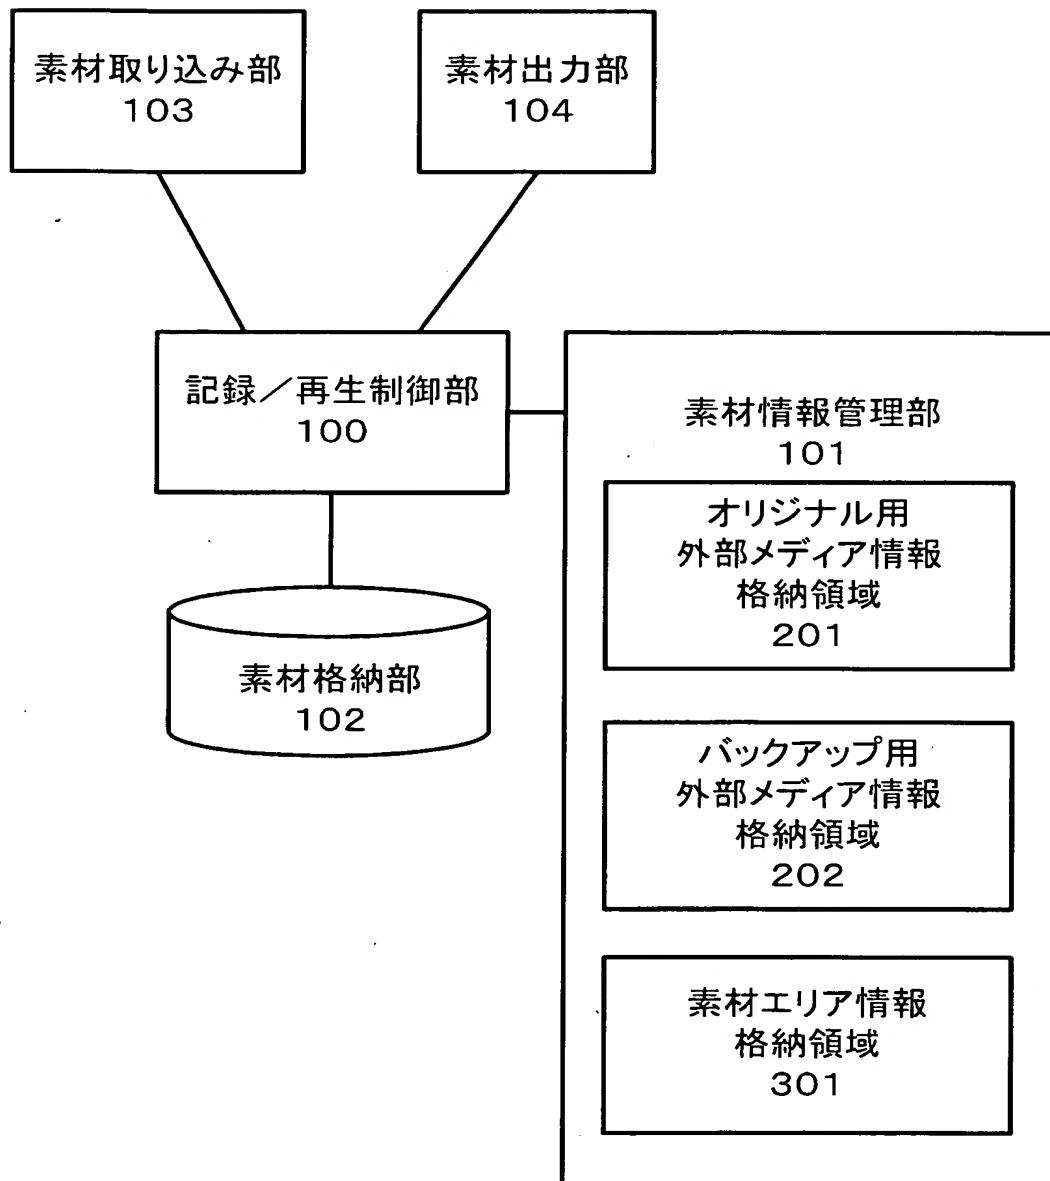 素材取り込み部
103
素材出力部
104
記録／再生制御部
100
素材情報管理部
101
オリジナル用
外部メディア情報
格納領域
201
素材格納部
102
バックアップ用
外部メディア情報
格納領域
202
素材エリア情報
格納領域
301